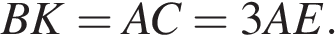 BK = AC = 3AE.